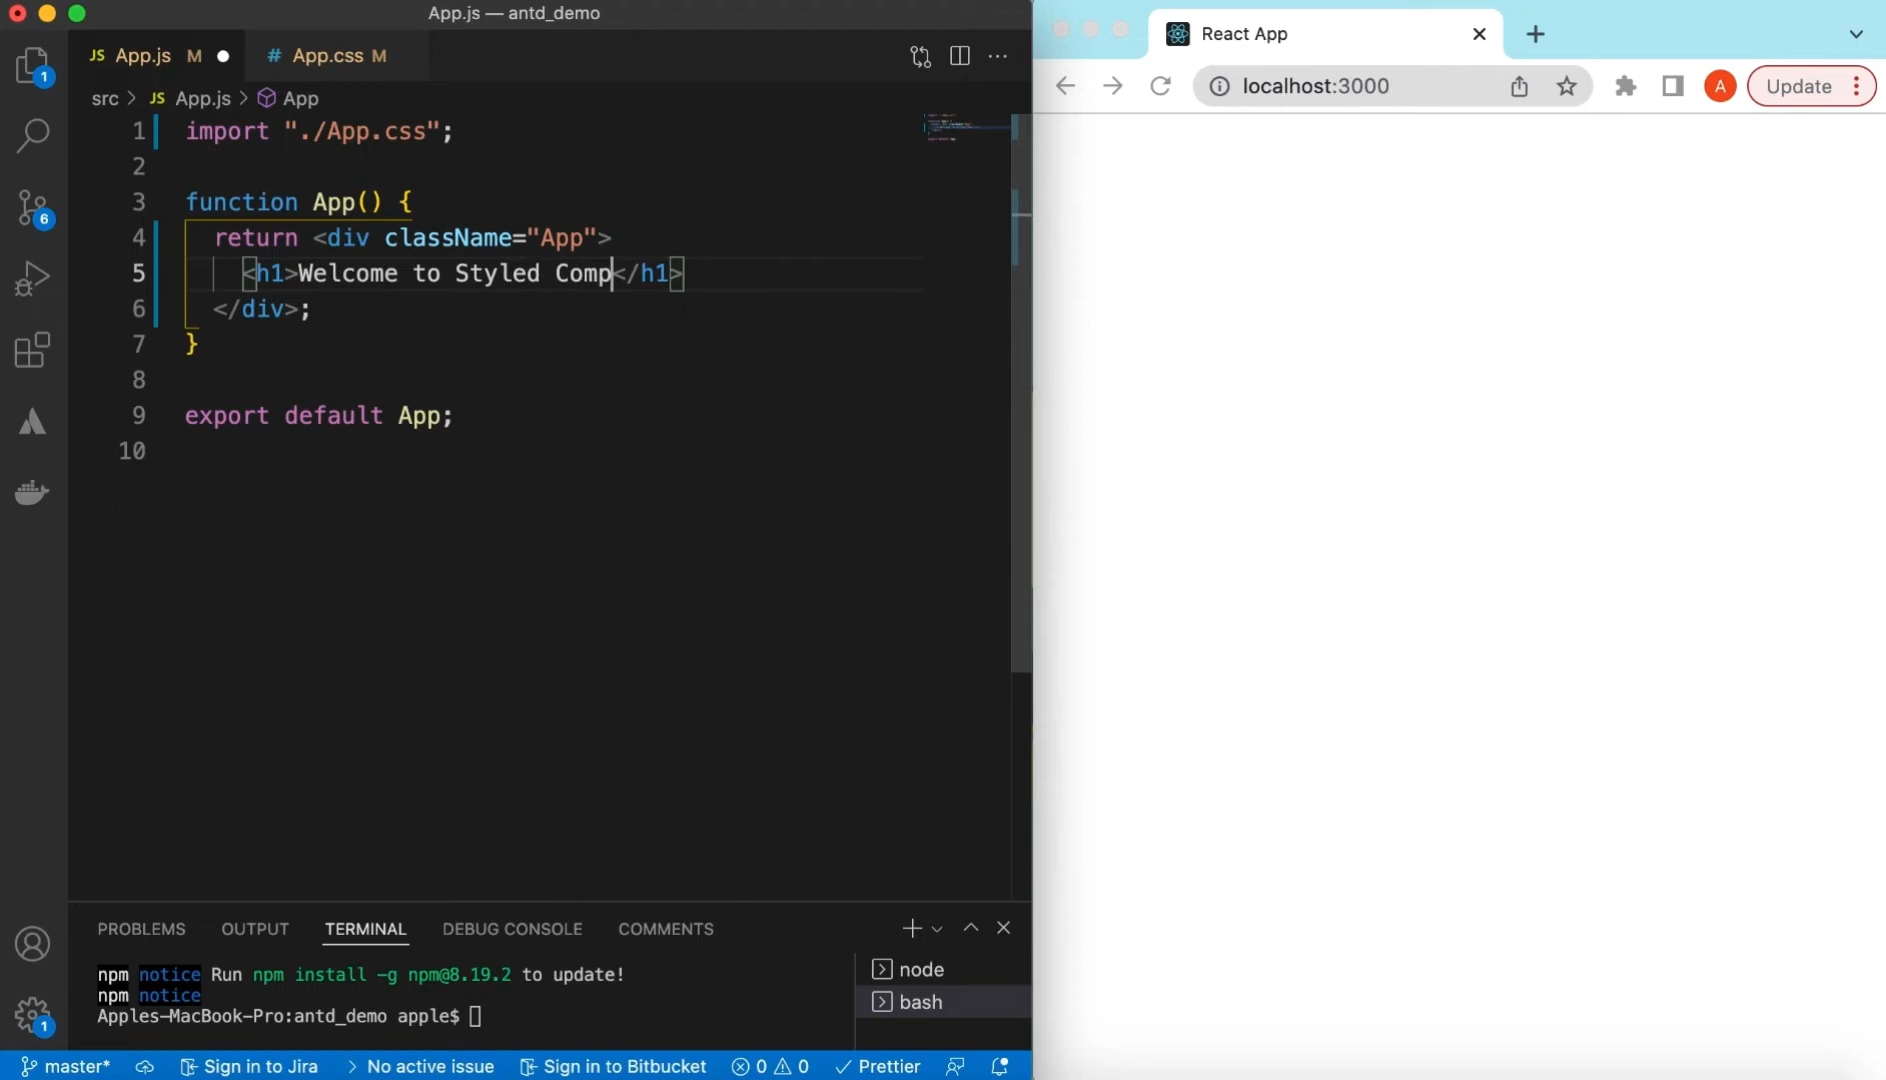 App.js — antd_demo
JS App.js M
# App.css M
src > JS App.js > App
1 import "./App.css";
2
3 function App() {
4 return <div className="App">
5 <h1>Welcome to Styled Comp</h1>
6 </div>;
7 }
8
9 export default App;
10
1
6
1
PROBLEMS OUTPUT TERMINAL DEBUG CONSOLE COMMENTS
npm notice Run npm install -g npm@8.19.2 to update!
npm notice
Apples-MacBook-Pro:antd_demo apple$
node
bash
master* Sign in to Jira > No active issue Sign in to Bitbucket 0 0 Prettier
React App
localhost:3000
A
Update